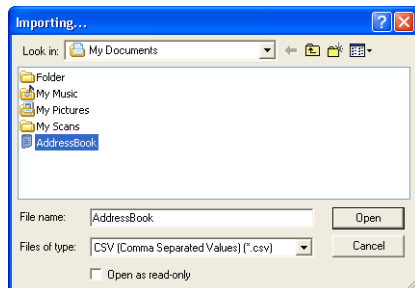 Importing...
Look in: My Documents
Folder
My Music
My Pictures
My Scans
AddressBook
File name: AddressBook Open
Files of type: CSV (Comma Separated Values) (*.csv) Cancel
Open as read-only